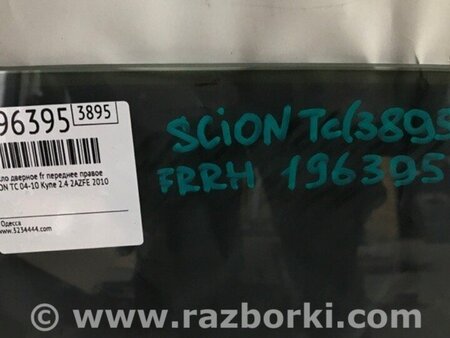 96395 3895
ло дверное fr переднее правое
ON TC 04-10 Купе 2.4 2AZFE 2010
Одесса
www.3234444.com
SCION TC(3895
FRRH 196395
© www.razborki.com